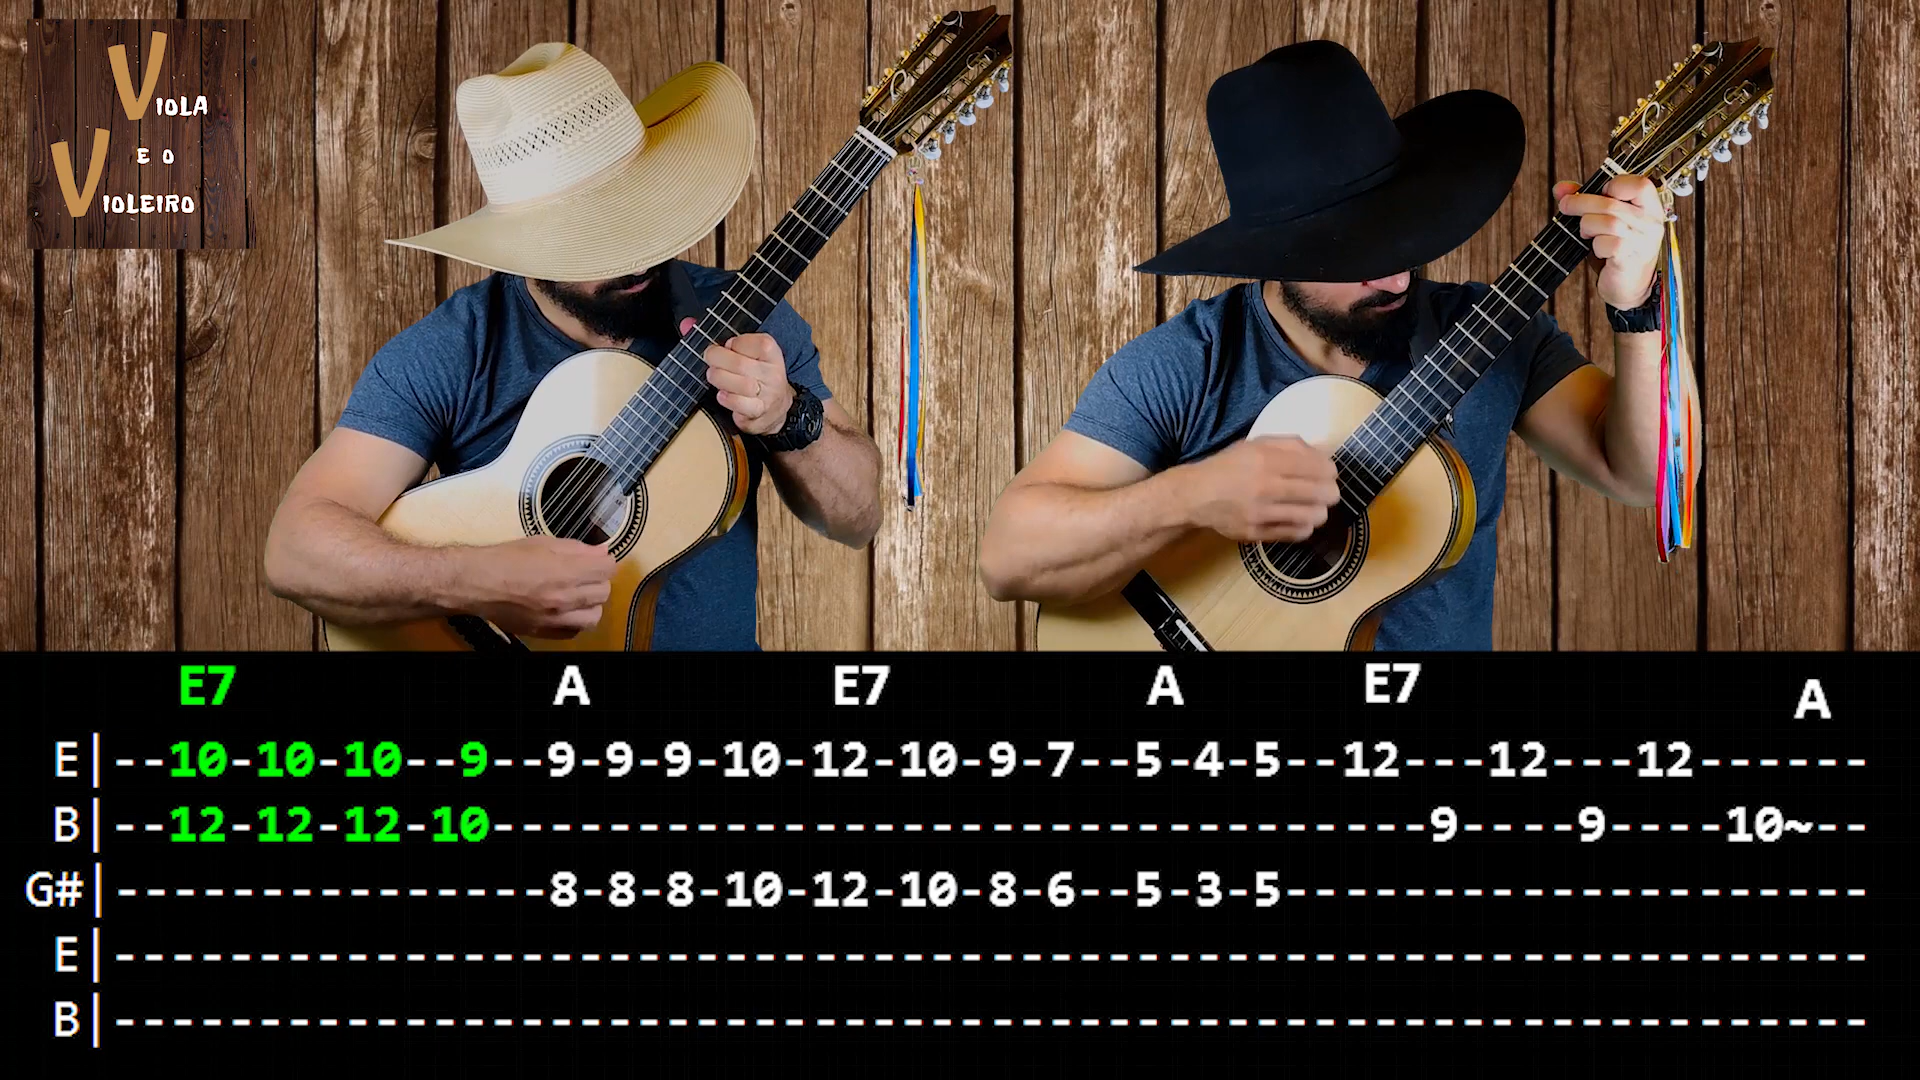 VIOLA
E O
VIOLEIRO
E7 A E7 A E7 A
E|--10-10-10--9--9-9-9-10-12-10-9-7--5-4-5--12---12---12------
B|--12-12-12-10--------------------------------9----9----10~--
G#|---------------8-8-8-10-12-10-8-6--5-3-5--------------------
E|------------------------------------------------------------
B|------------------------------------------------------------